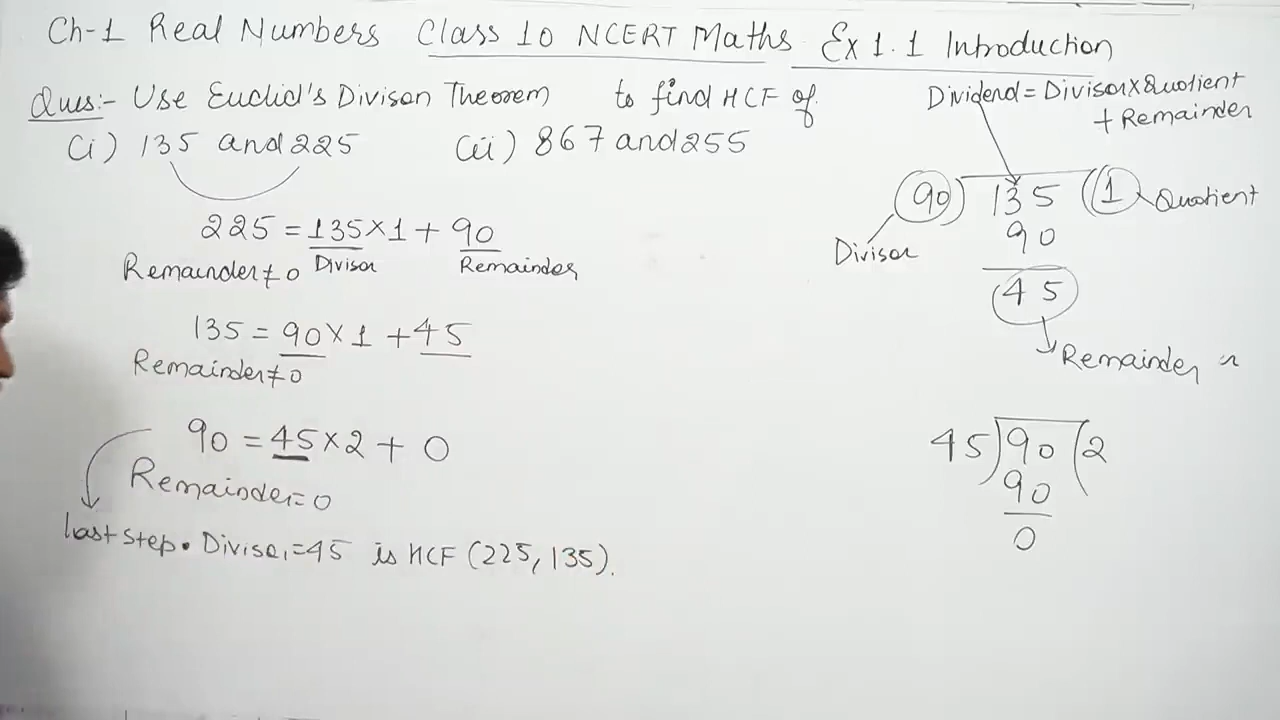 Ch-1 Real Numbers Class 10 NCERT Maths Ex 1.1 Introduction
Ques:- Use Euclid's Divison Theorem to find HCF of
(i) 135 and 225 (iii) 867 and 255
225 = 135 × 1 + 90
Divisor Remainder
Remainder ≠ 0
135 = 90 × 1 + 45
Remainder ≠ 0
90 = 45 × 2 + 0
Remainder = 0
last step. Divisor = 45 is HCF (225, 135).
Dividend = Divisor × Quotient
+ Remainder
90) 135 (1 Quotient
90
Divisor
45
Remainder
45) 90 (2
90
0